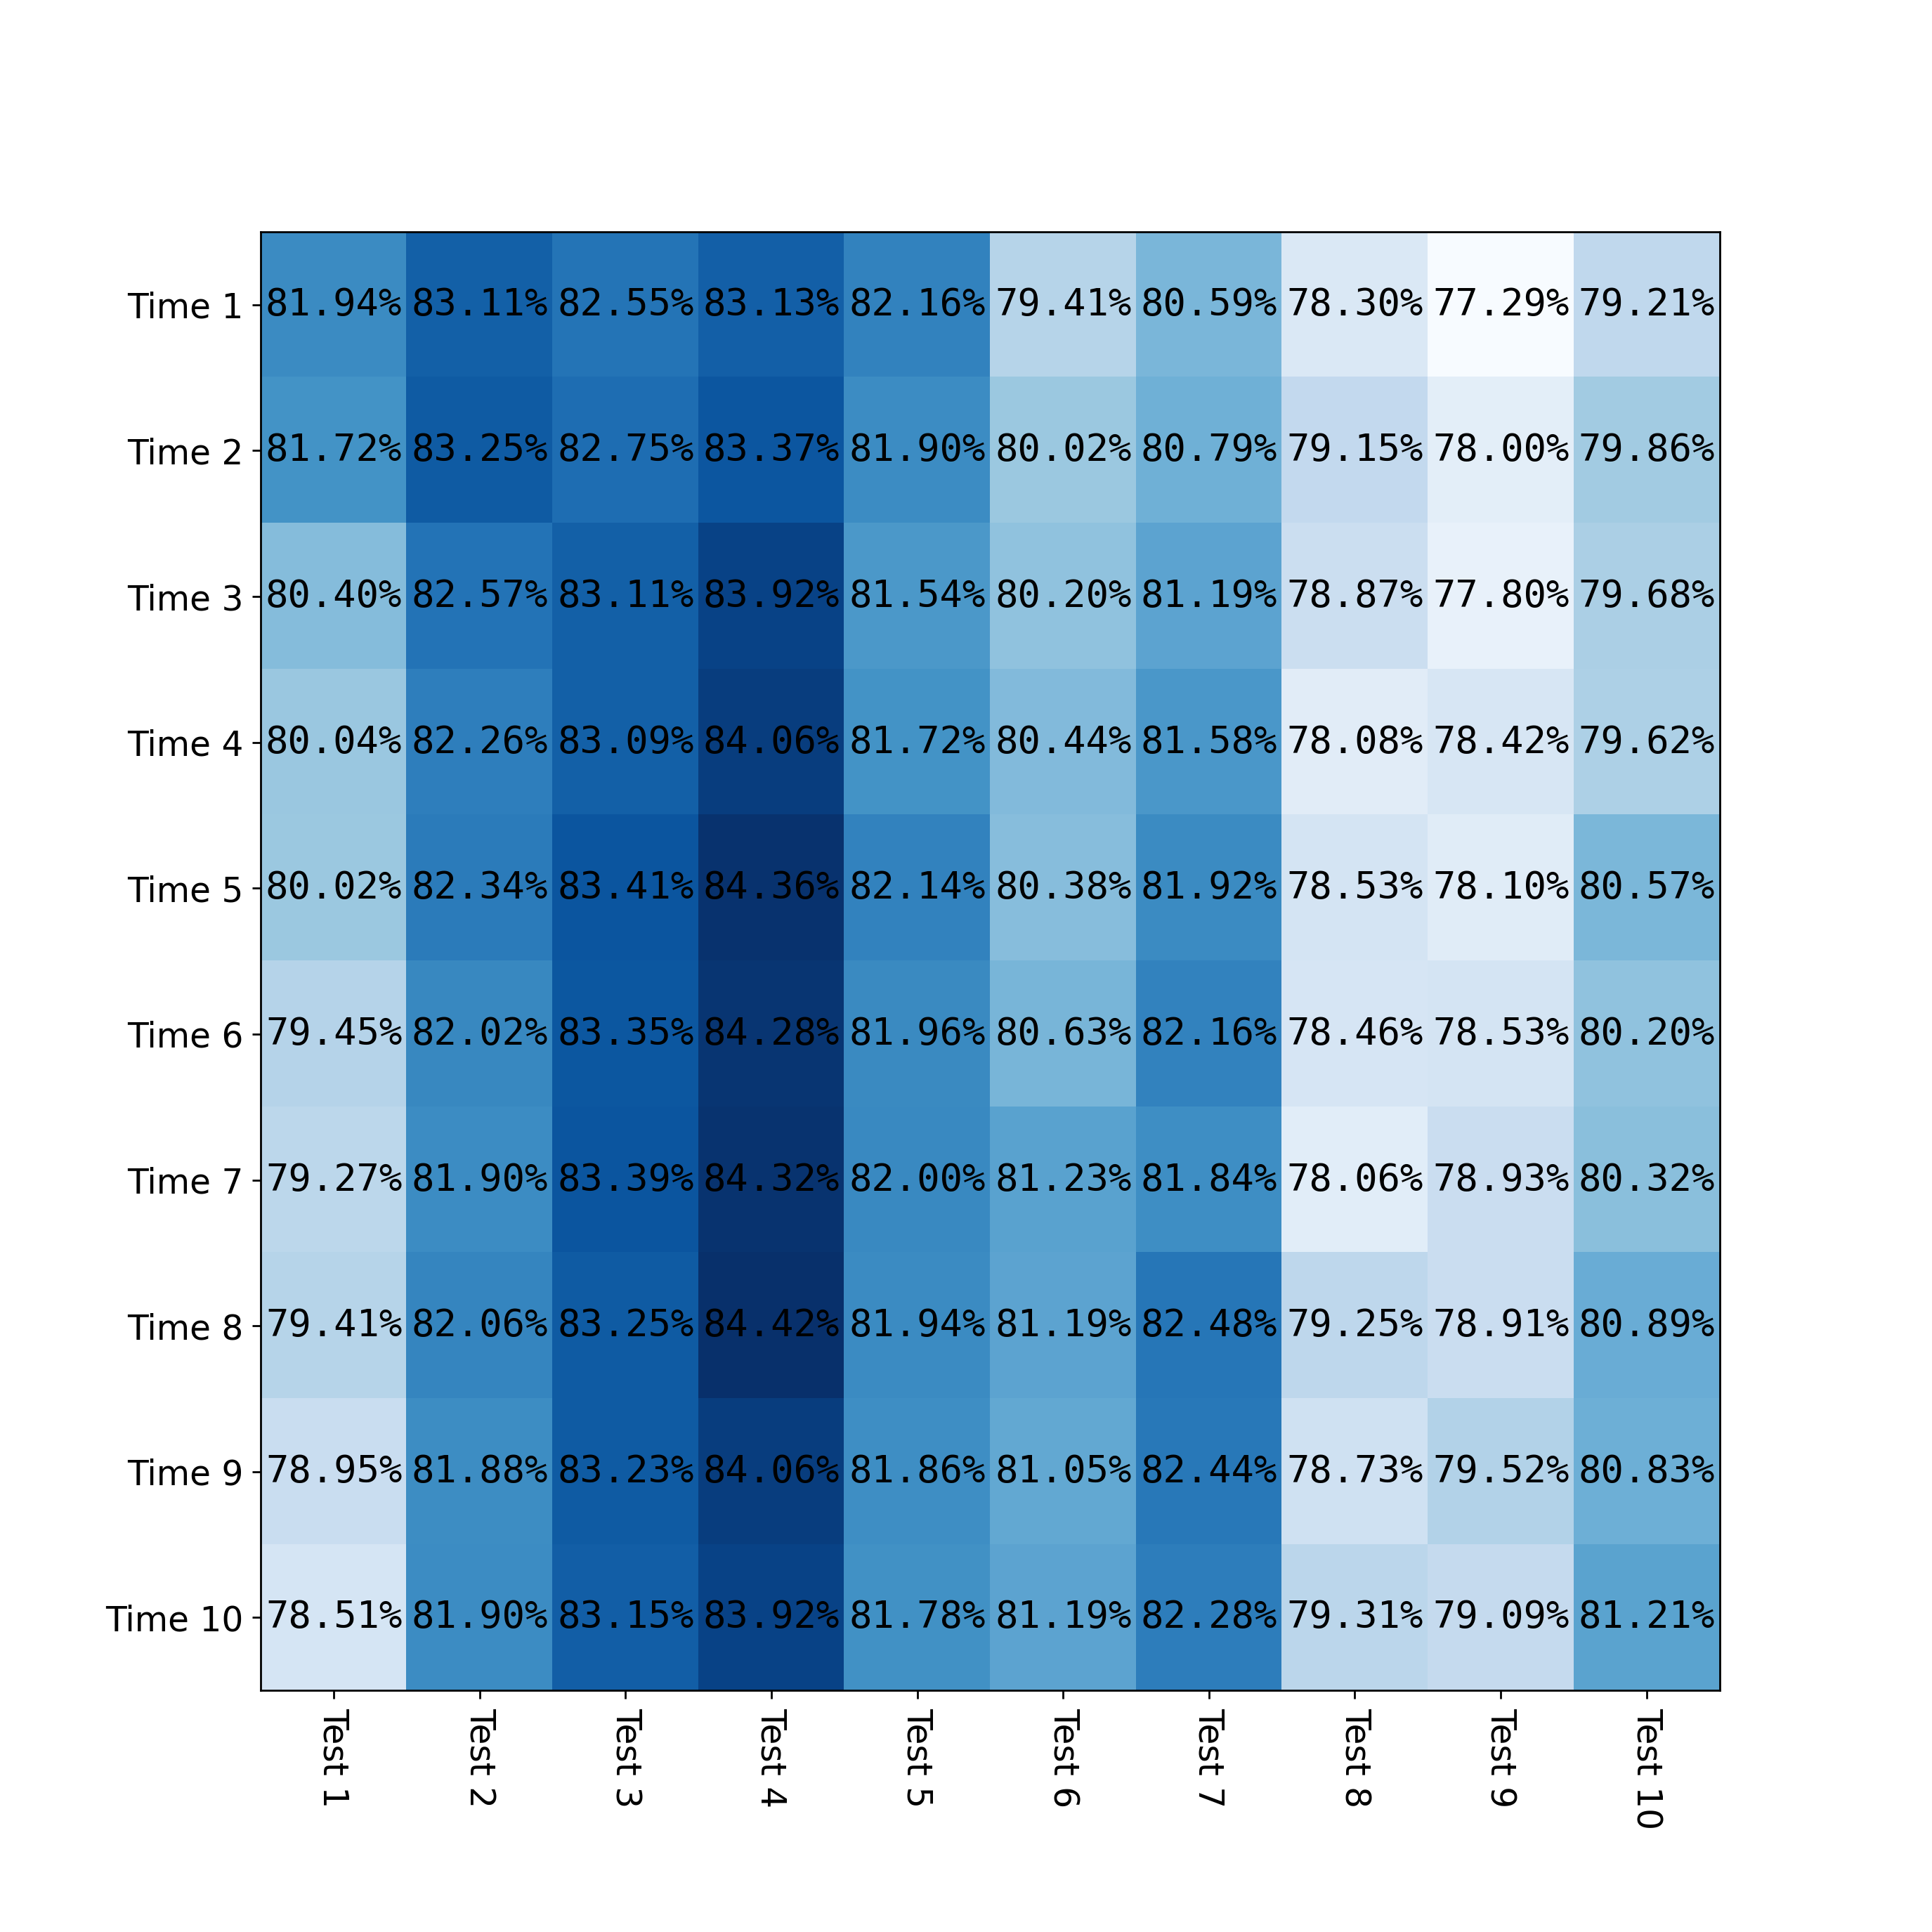 Time 1 81.94% 83.11% 82.55% 83.13% 82.16% 79.41% 80.59% 78.30% 77.29% 79.21%
Time 2 81.72% 83.25% 82.75% 83.37% 81.90% 80.02% 80.79% 79.15% 78.00% 79.86%
Time 3 80.40% 82.57% 83.11% 83.92% 81.54% 80.20% 81.19% 78.87% 77.80% 79.68%
Time 4 80.04% 82.26% 83.09% 84.06% 81.72% 80.44% 81.58% 78.08% 78.42% 79.62%
Time 5 80.02% 82.34% 83.41% 84.36% 82.14% 80.38% 81.92% 78.53% 78.10% 80.57%
Time 6 79.45% 82.02% 83.35% 84.28% 81.96% 80.63% 82.16% 78.46% 78.53% 80.20%
Time 7 79.27% 81.90% 83.39% 84.32% 82.00% 81.23% 81.84% 78.06% 78.93% 80.32%
Time 8 79.41% 82.06% 83.25% 84.42% 81.94% 81.19% 82.48% 79.25% 78.91% 80.89%
Time 9 78.95% 81.88% 83.23% 84.06% 81.86% 81.05% 82.44% 78.73% 79.52% 80.83%
Time 10 78.51% 81.90% 83.15% 83.92% 81.78% 81.19% 82.28% 79.31% 79.09% 81.21%
Test 1 Test 2 Test 3 Test 4 Test 5 Test 6 Test 7 Test 8 Test 9 Test 10